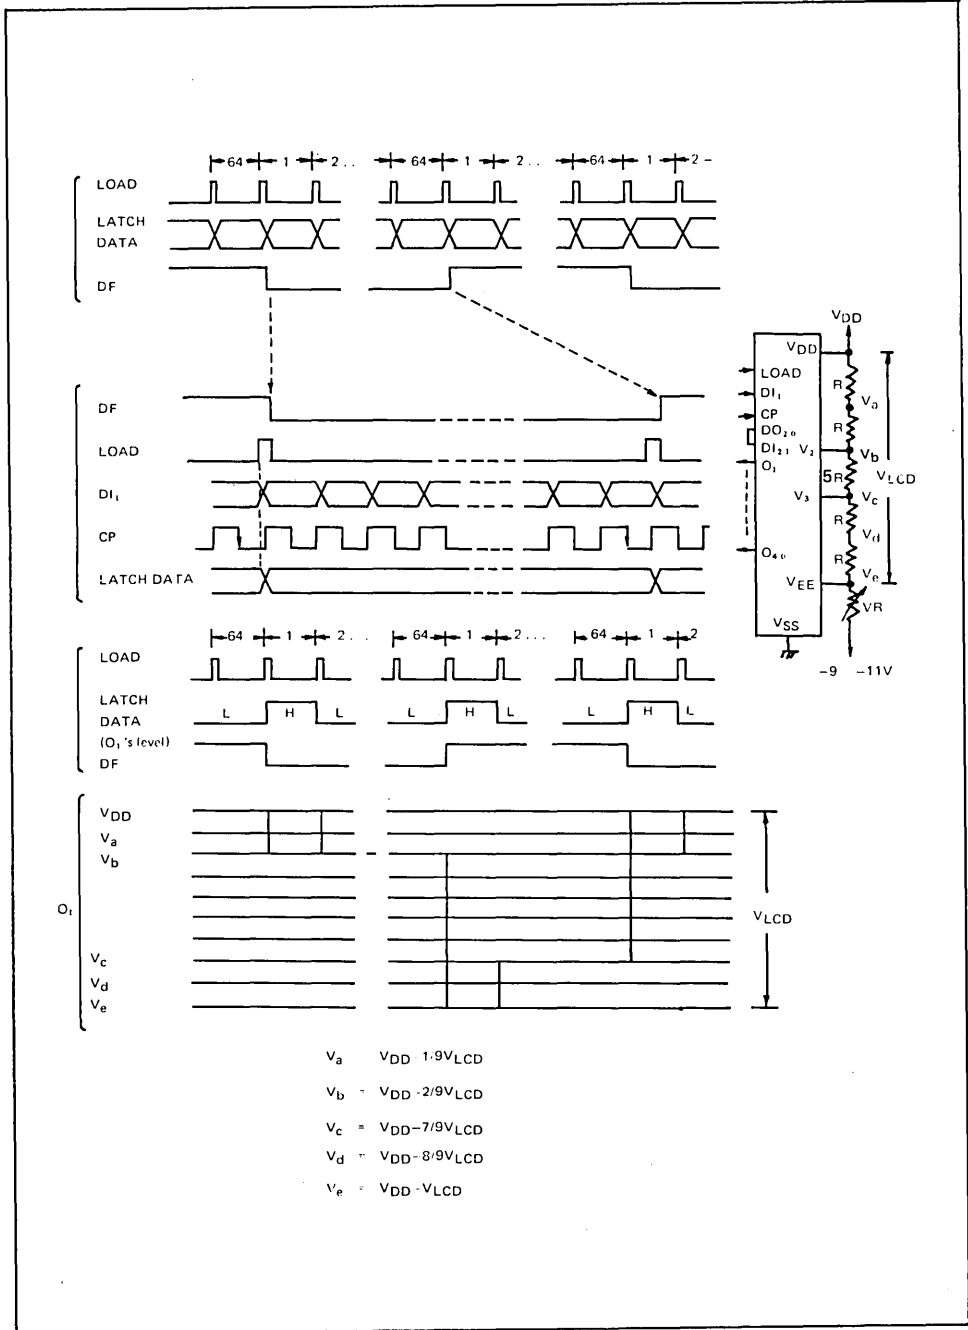 64 1 2 . . 64 1 2 . . 64 1 2 –
LOAD
LATCH
DATA
DF
DF
LOAD
DI₁
CP
LATCH DATA
VDD
VDD
LOAD
R
DI₁
Va
CP
R
DO₂₀
DI₂₁ V₂ Vb
O₁
5R VLCD
V₃ Vc
R
Vd
O₄₀
R
VEE Ve
VR
VSS
-9 -11V
64 1 2 . . . 64 1 2 . . . 64 1 2
LOAD
LATCH
DATA L H L L H L L H L
(O₁'s level)
DF
VDD
Va
Vb
O₁
VLCD
Vc
Vd
Ve
Va VDD 1/9VLCD
Vb = VDD -2/9VLCD
Vc = VDD–7/9VLCD
Vd = VDD–8/9VLCD
Ve = VDD -VLCD